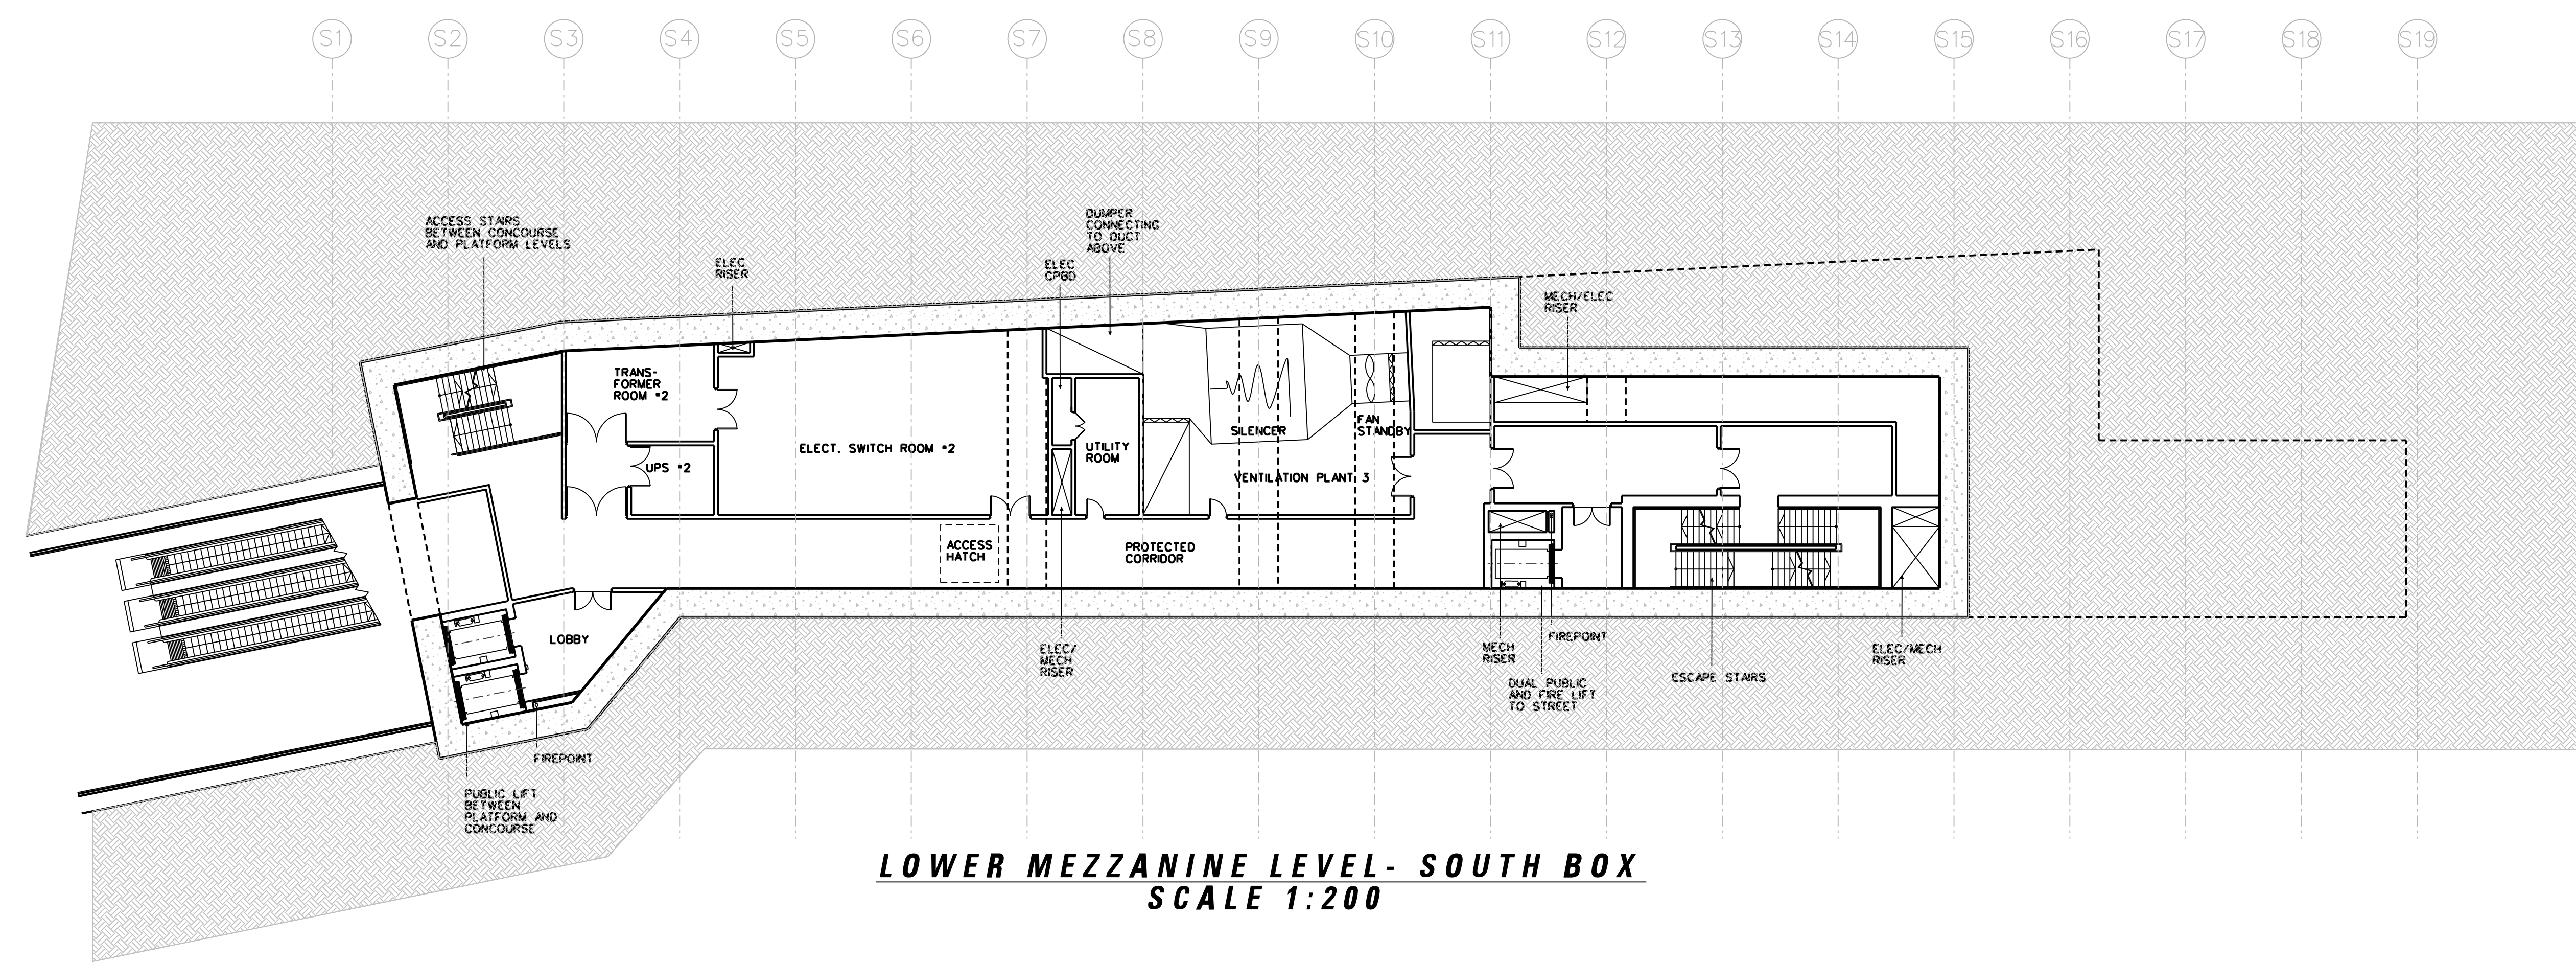 S1 S2 S3 S4 S5 S6 S7 S8 S9 S10 S11 S12 S13 S14 S15 S16 S17 S18 S19
ACCESS STAIRS
BETWEEN CONCOURSE
AND PLATFORM LEVELS
ELEC
RISER
ELEC
CPBD
DUMPER
CONNECTING
TO DUCT
ABOVE
MECH/ELEC
RISER
TRANS-
FORMER
ROOM #2
UPS #2
ELECT. SWITCH ROOM #2
UTILITY
ROOM
SILENCER
FAN
STANDBY
VENTILATION PLANT 3
ACCESS
HATCH
PROTECTED
CORRIDOR
LOBBY
ELEC/
MECH
RISER
MECH
RISER
FIREPOINT
DUAL PUBLIC
AND FIRE LIFT
TO STREET
ESCAPE STAIRS
ELEC/MECH
RISER
FIREPOINT
PUBLIC LIFT
BETWEEN
PLATFORM AND
CONCOURSE
LOWER MEZZANINE LEVEL- SOUTH BOX
SCALE 1:200